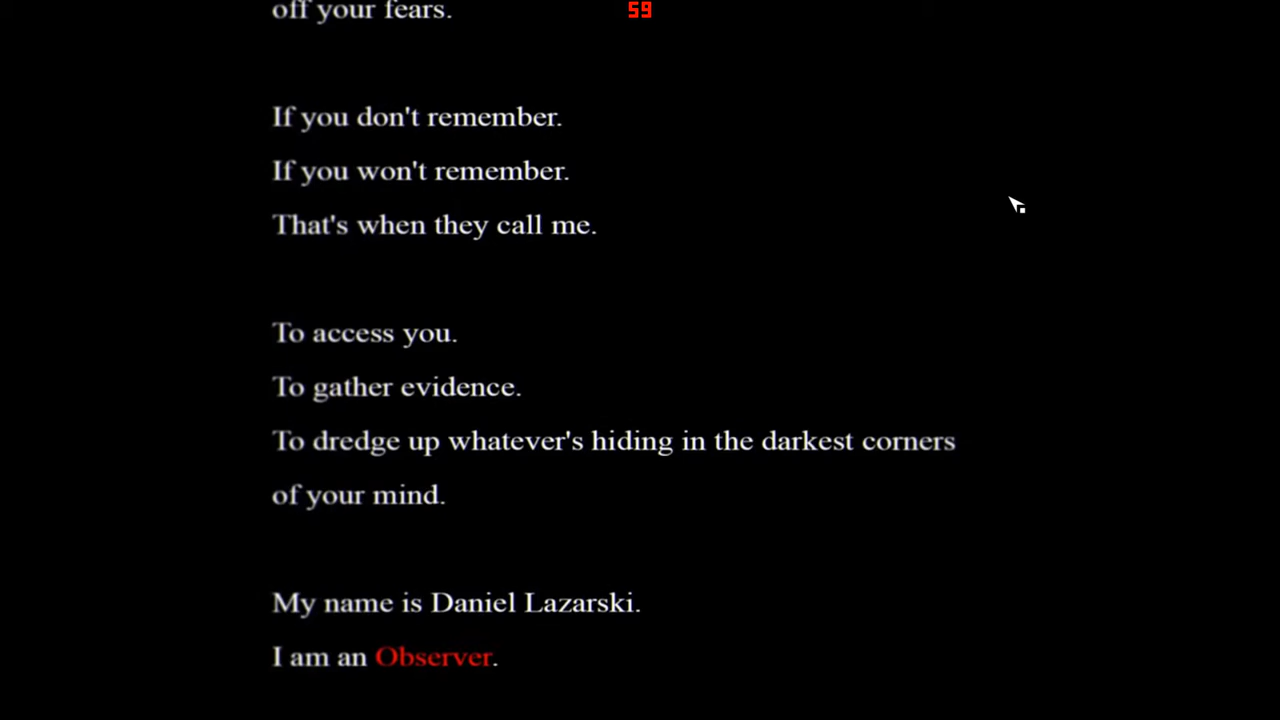 off your fears.
59
If you don't remember.
If you won't remember.
That's when they call me.
To access you.
To gather evidence.
To dredge up whatever's hiding in the darkest corners
of your mind.
My name is Daniel Lazarski.
I am an Observer.